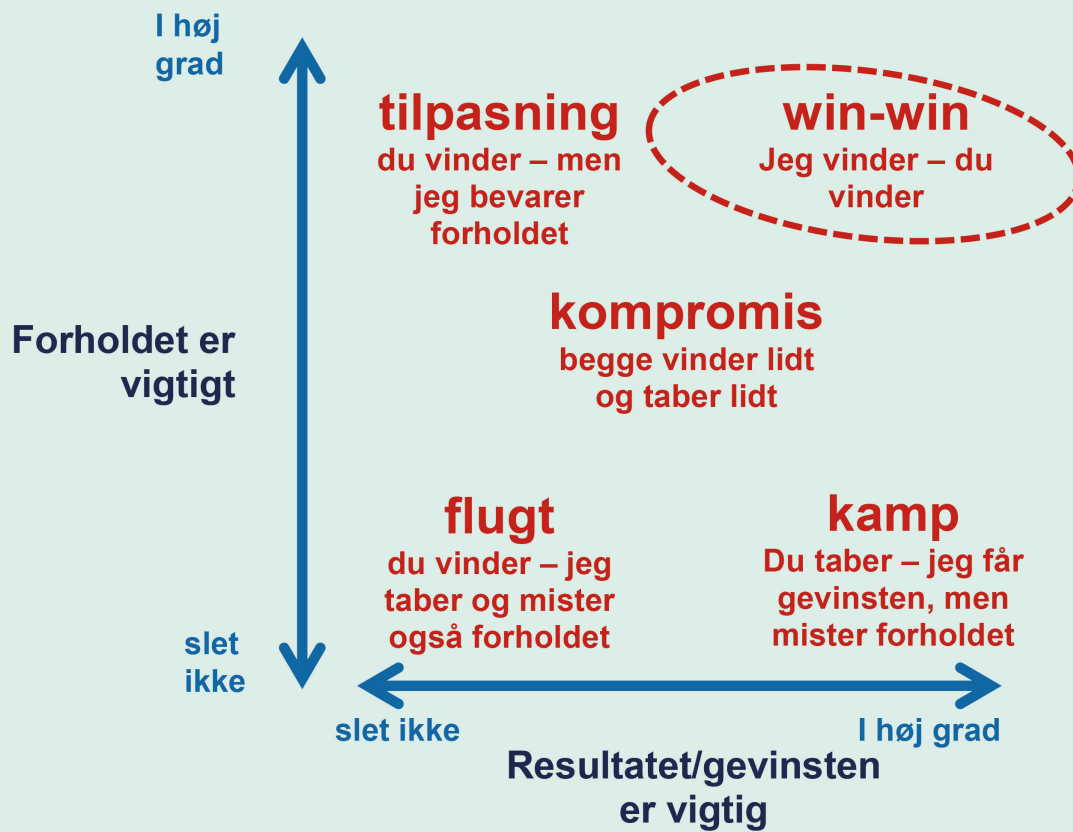 I høj
grad
tilpasning
du vinder – men
jeg bevarer
forholdet
win-win
Jeg vinder – du
vinder
kompromis
begge vinder lidt
og taber lidt
Forholdet er
vigtigt
flugt
du vinder – jeg
taber og mister
også forholdet
kamp
Du taber – jeg får
gevinsten, men
mister forholdet
slet
ikke
slet ikke
I høj grad
Resultatet/gevinsten
er vigtig